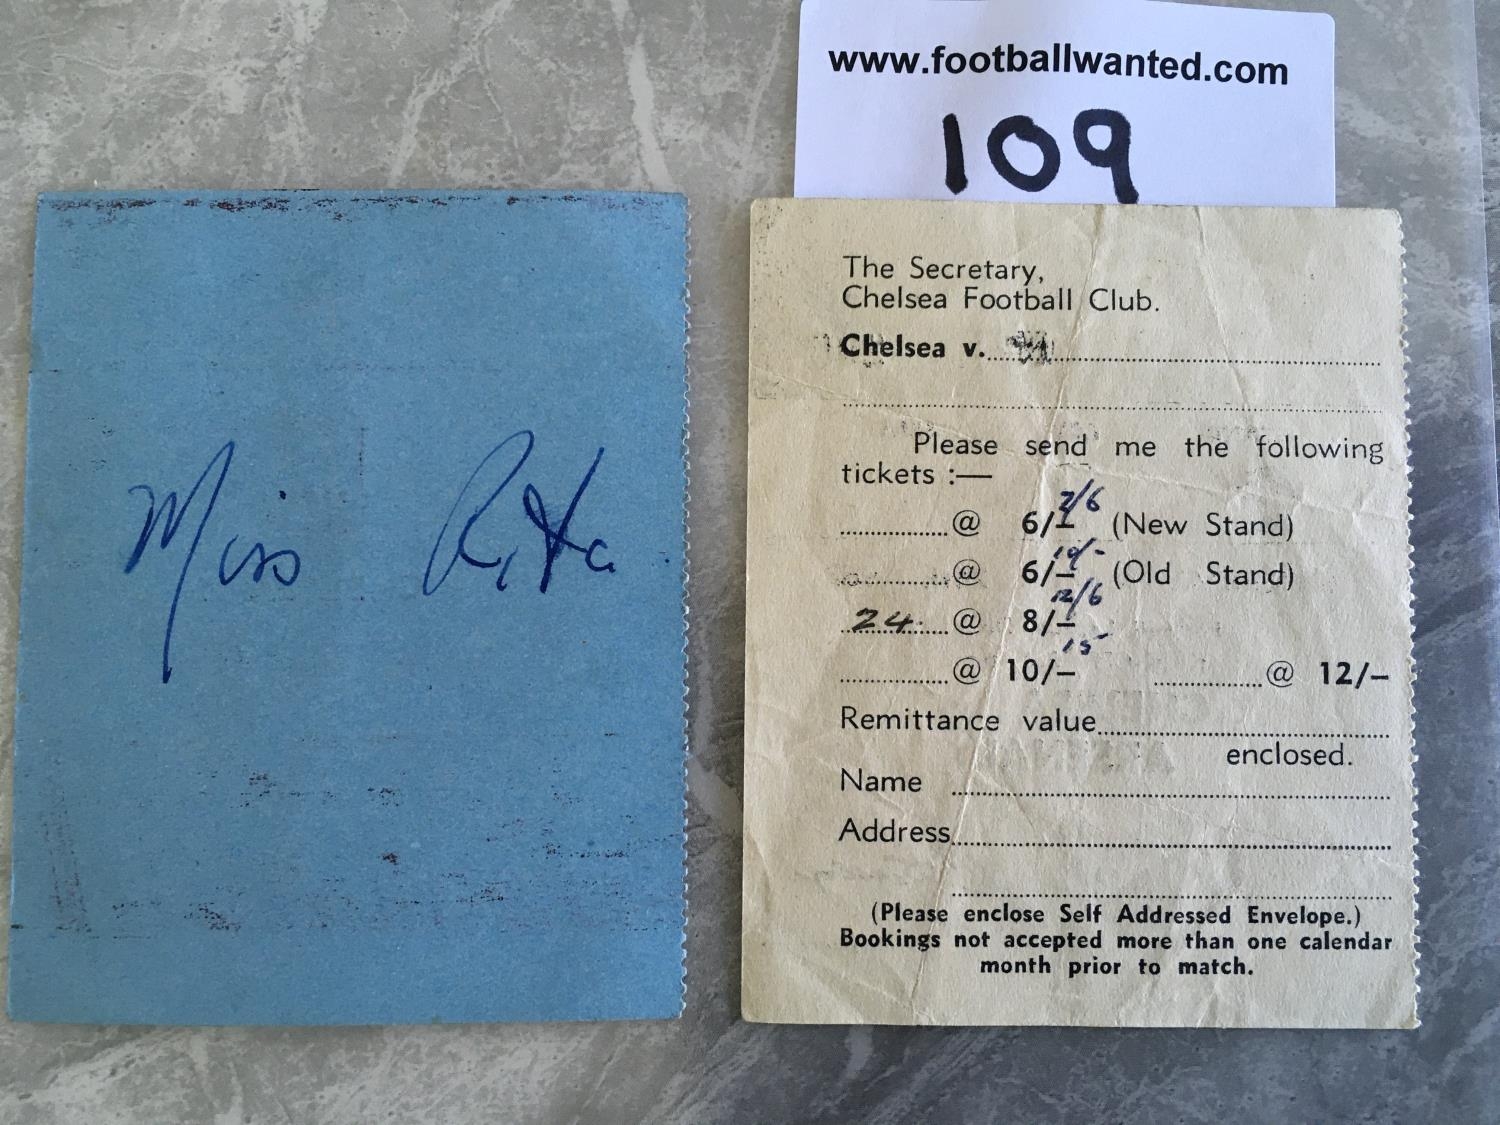 www.footballwanted.com
109
Miss Rita
The Secretary,
Chelsea Football Club.
Chelsea v.
Please send me the following
tickets :—
7/6
@ 6/– (New Stand)
10/-
@ 6/– (Old Stand)
12/6
24 @ 8/–
15-
@ 10/– @ 12/–
Remittance value
enclosed.
Name
Address
(Please enclose Self Addressed Envelope.)
Bookings not accepted more than one calendar
month prior to match.